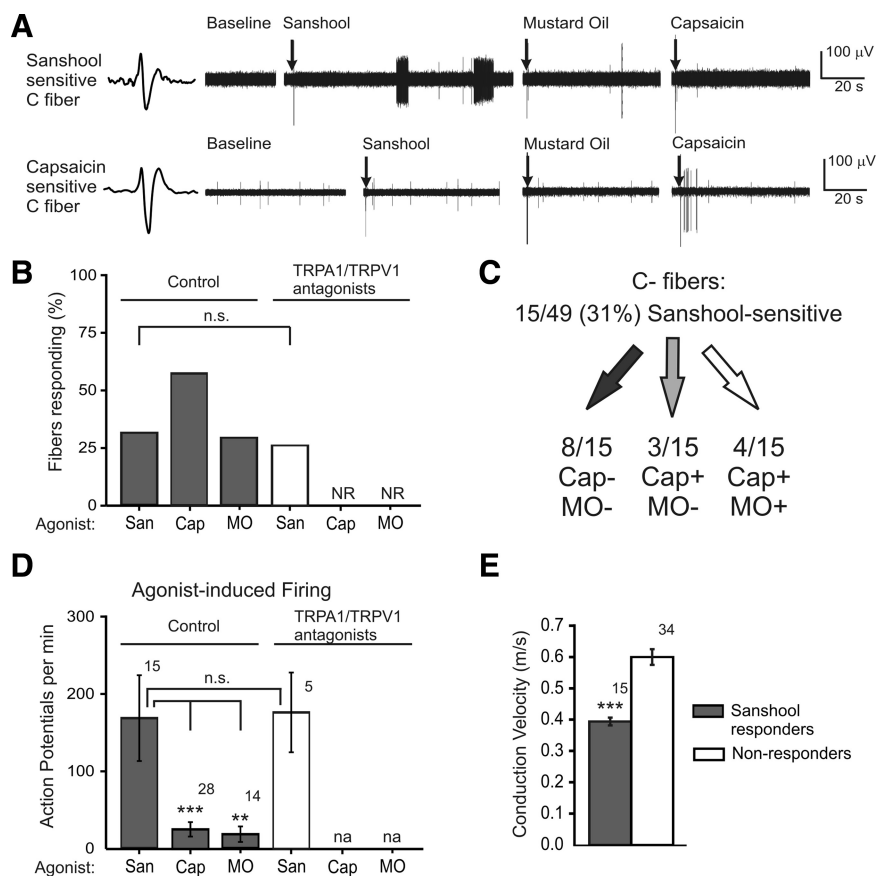 A
Baseline Sanshool Mustard Oil Capsaicin
Sanshool
sensitive
C fiber
100 µV
20 s
Baseline Sanshool Mustard Oil Capsaicin
Capsaicin
sensitive
C fiber
100 µV
20 s
B
Fibers responding (%)
100
75
50
25
0
Control
TRPA1/TRPV1
antagonists
n.s.
NR NR
Agonist: San Cap MO San Cap MO
C
C- fibers:
15/49 (31%) Sanshool-sensitive
8/15 3/15 4/15
Cap- Cap+ Cap+
MO- MO- MO+
D
Agonist-induced Firing
Action Potentials per min
300
200
100
0
Control
TRPA1/TRPV1
antagonists
15
n.s.
5
28
14
*** **
na na
Agonist: San Cap MO San Cap MO
E
Conduction Velocity (m/s)
0.7
0.6
0.5
0.4
0.3
0.2
0.1
0.0
34
15
***
Sanshool
responders
Non-responders